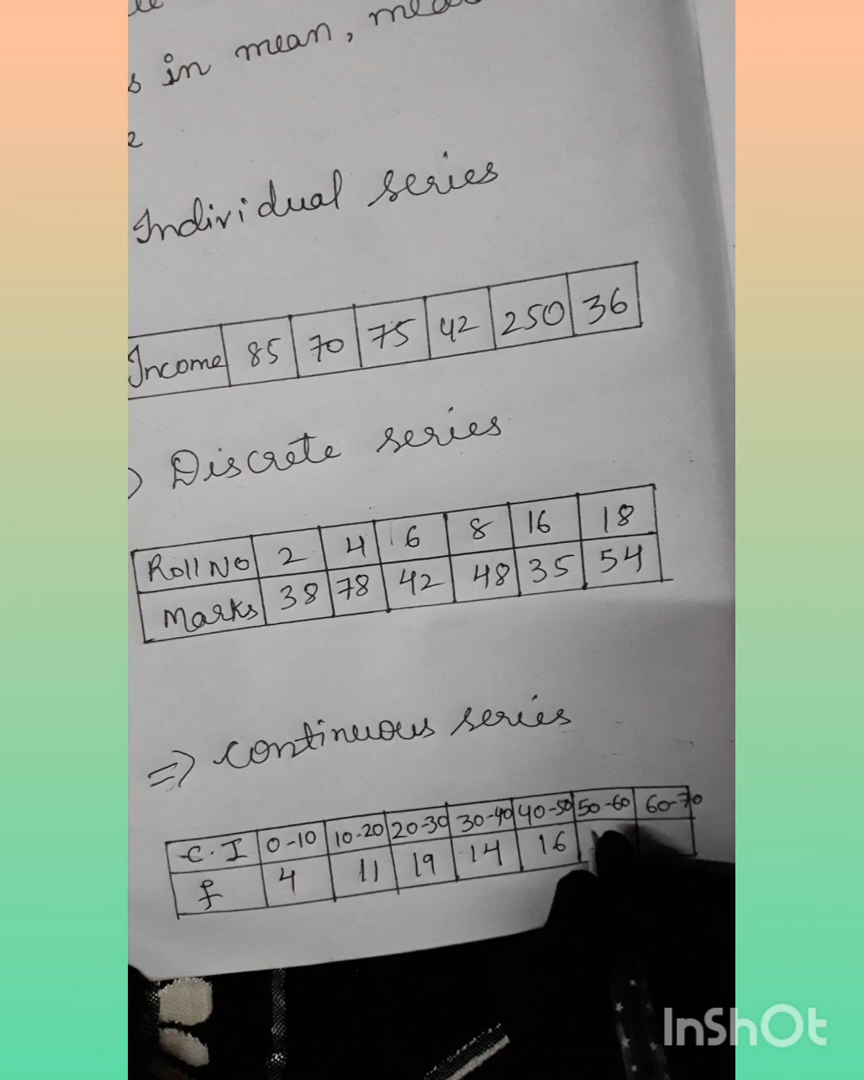 s in mean,
Individual series
Income 85 70 75 42 250 36
) Discrete series
Roll No 2 4 6 8 16 18
Marks 38 78 42 48 35 54
=> Continuous series
C.I 0-10 10-20 20-30 30-40 40-50 50-60 60-70
f 4 11 19 14 16
InShOt